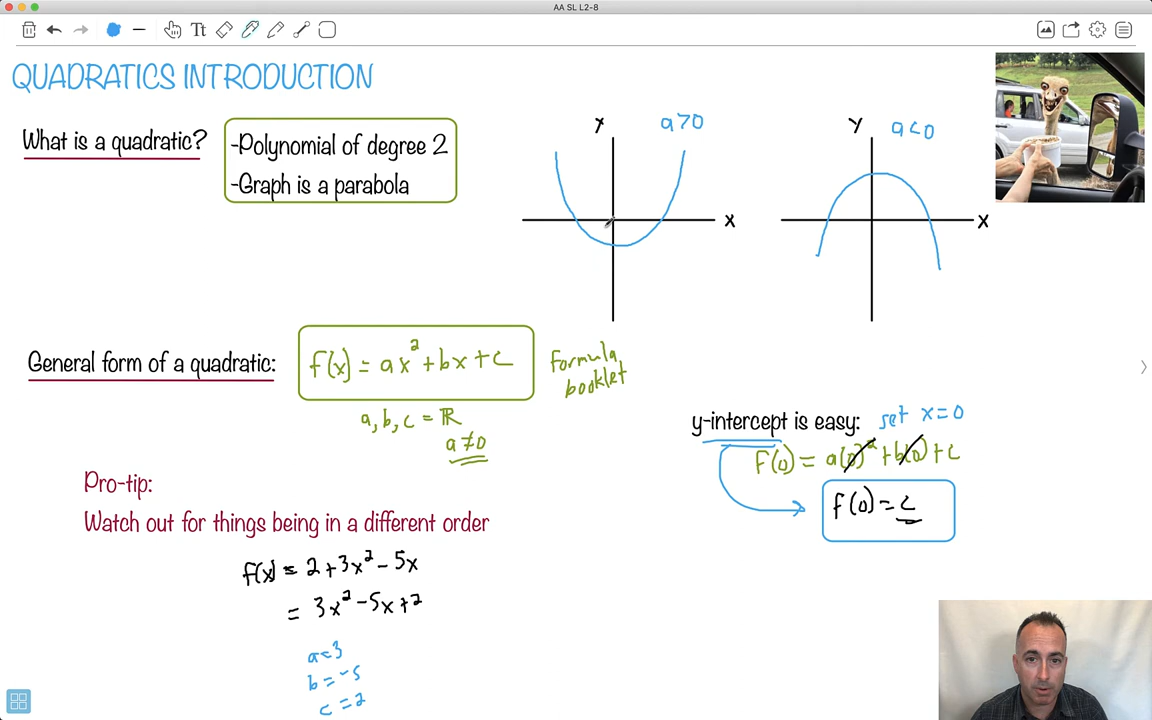 AA SL L2-8
Tt
QUADRATICS INTRODUCTION
What is a quadratic?
-Polynomial of degree 2
-Graph is a parabola
Y
a>0
X
Y
a<0
X
General form of a quadratic:
f(x) = ax²+bx+c
formula
booklet
a, b, c = ℝ
a≠0
y-intercept is easy: set x=0
f(0) = a(0)²+b(0)+c
f(0)=c
Pro-tip:
Watch out for things being in a different order
f(x) = 2+3x²-5x
= 3x²-5x+2
a=3
b=-5
c=2